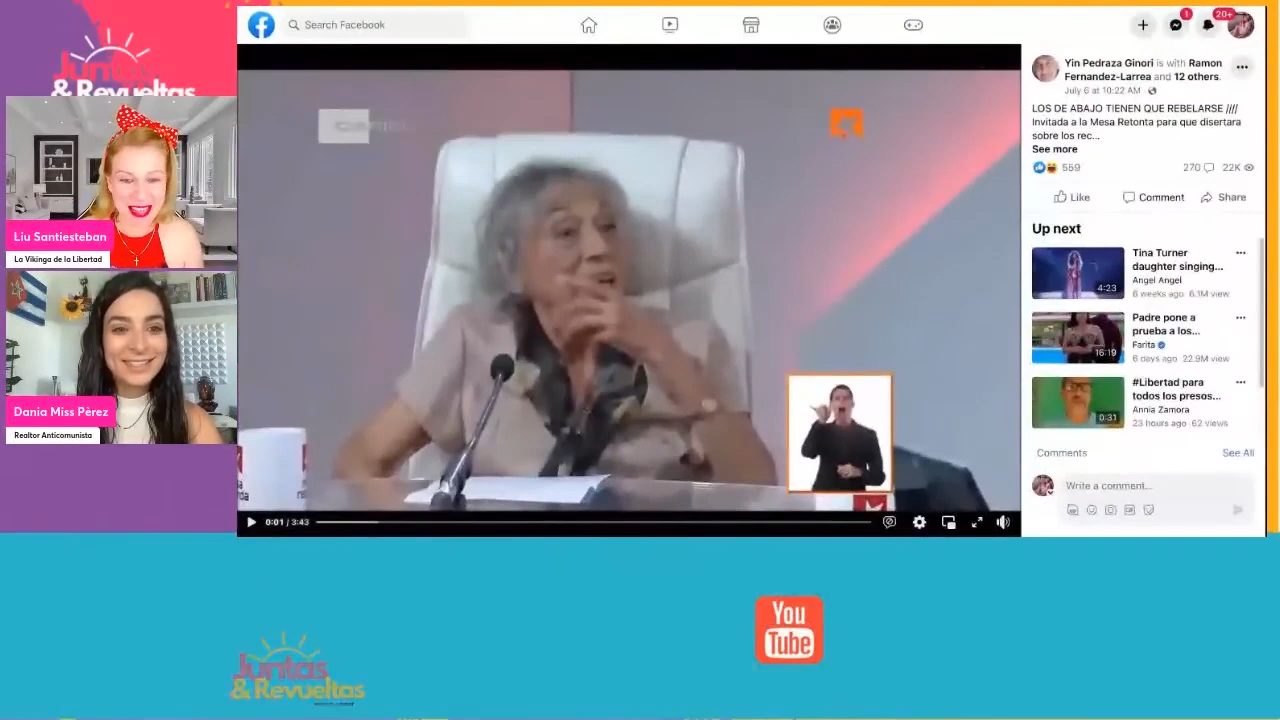 Juntas
& Revueltas
Liu Santiesteban
La Vikinga de la Libertad
Dania Miss Pèrez
Realtor Anticomunista
Search Facebook
1
20+
Yin Pedraza Ginori is with Ramon
Fernandez-Larrea and 12 others.
July 6 at 10:22 AM
LOS DE ABAJO TIENEN QUE REBELARSE ////
Invitada a la Mesa Retonta para que disertara
sobre los rec...
See more
559
270
22K
Like
Comment
Share
Up next
Tina Turner
daughter singing...
Angel Angel
6 weeks ago · 6.1M view
4:23
Padre pone a
prueba a los...
Farita
6 days ago · 22.9M view
16:19
#Libertad para
todos los presos...
Annia Zamora
23 hours ago · 62 views
0:31
Comments
See All
Write a comment...
0:01 / 3:43
You
Tube
Juntas
& Revueltas